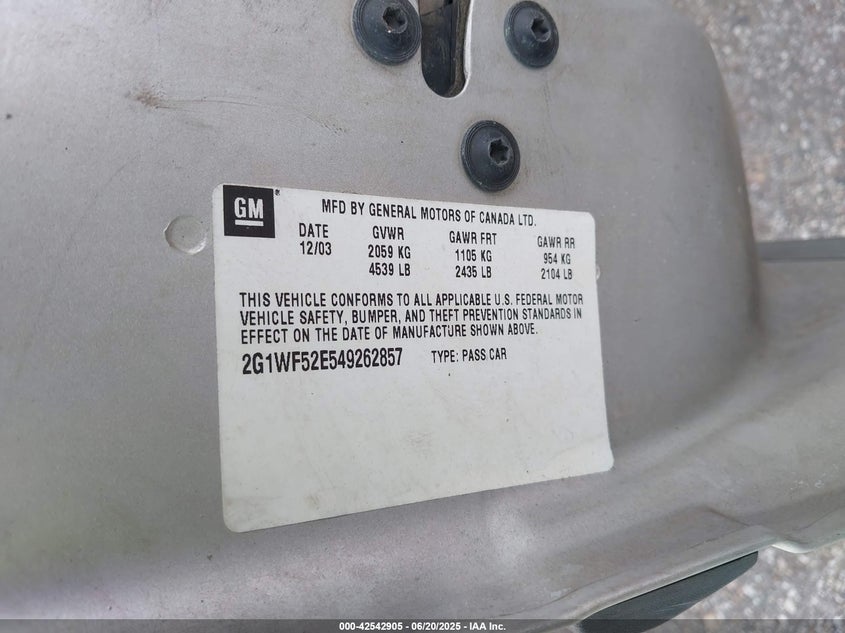 GM
MFD BY GENERAL MOTORS OF CANADA LTD.
DATE GVWR GAWR FRT GAWR RR
12/03 2059 KG 1105 KG 954 KG
4539 LB 2435 LB 2104 LB
THIS VEHICLE CONFORMS TO ALL APPLICABLE U.S. FEDERAL MOTOR
VEHICLE SAFETY, BUMPER, AND THEFT PREVENTION STANDARDS IN
EFFECT ON THE DATE OF MANUFACTURE SHOWN ABOVE.
2G1WF52E549262857 TYPE: PASS CAR
000-42542905 - 06/20/2025 - IAA Inc.